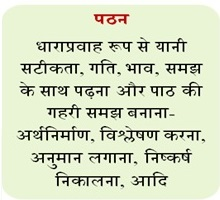 पठन
धाराप्रवाह रूप से यानी
सटीकता, गति, भाव, समझ
के साथ पढ़ना और पाठ की
गहरी समझ बनाना-
अर्थनिर्माण, विश्लेषण करना,
अनुमान लगाना, निष्कर्ष
निकालना, आदि